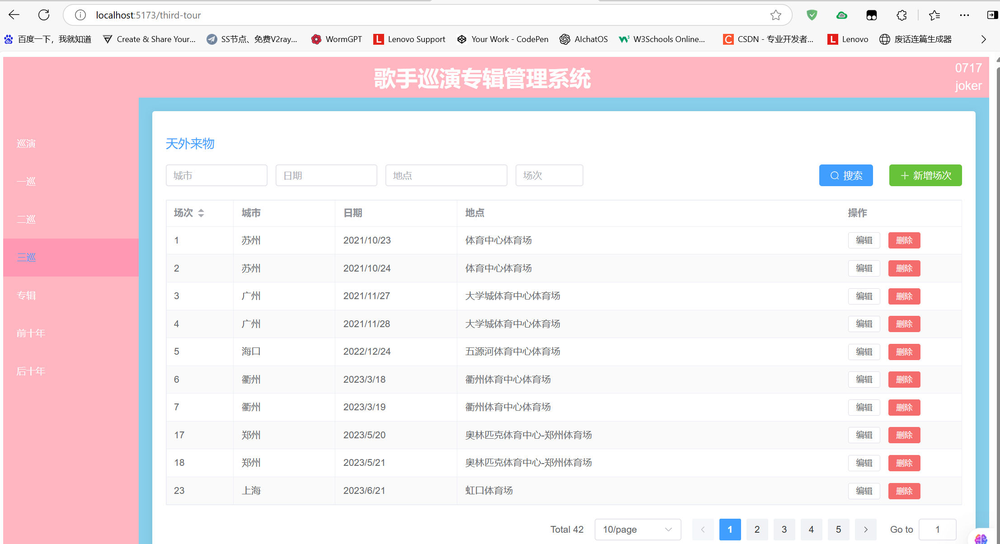 localhost:5173/third-tour
百度一下，我就知道 Create & Share Your... SS节点、免费V2ray... WormGPT Lenovo Support Your Work - CodePen AIchatOS W3Schools Online... CSDN - 专业开发者... Lenovo 废话连篇生成器
歌手巡演专辑管理系统
0717
joker
巡演
一巡
二巡
三巡
专辑
前十年
后十年
天外来物
城市 日期 地点 场次 搜索 新增场次
场次 城市 日期 地点 操作
1 苏州 2021/10/23 体育中心体育场 编辑 删除
2 苏州 2021/10/24 体育中心体育场 编辑 删除
3 广州 2021/11/27 大学城体育中心体育场 编辑 删除
4 广州 2021/11/28 大学城体育中心体育场 编辑 删除
5 海口 2022/12/24 五源河体育中心体育场 编辑 删除
6 衢州 2023/3/18 衢州体育中心体育场 编辑 删除
7 衢州 2023/3/19 衢州体育中心体育场 编辑 删除
17 郑州 2023/5/20 奥林匹克体育中心-郑州体育场 编辑 删除
18 郑州 2023/5/21 奥林匹克体育中心-郑州体育场 编辑 删除
23 上海 2023/6/21 虹口体育场 编辑 删除
Total 42 10/page 1 2 3 4 5 Go to 1